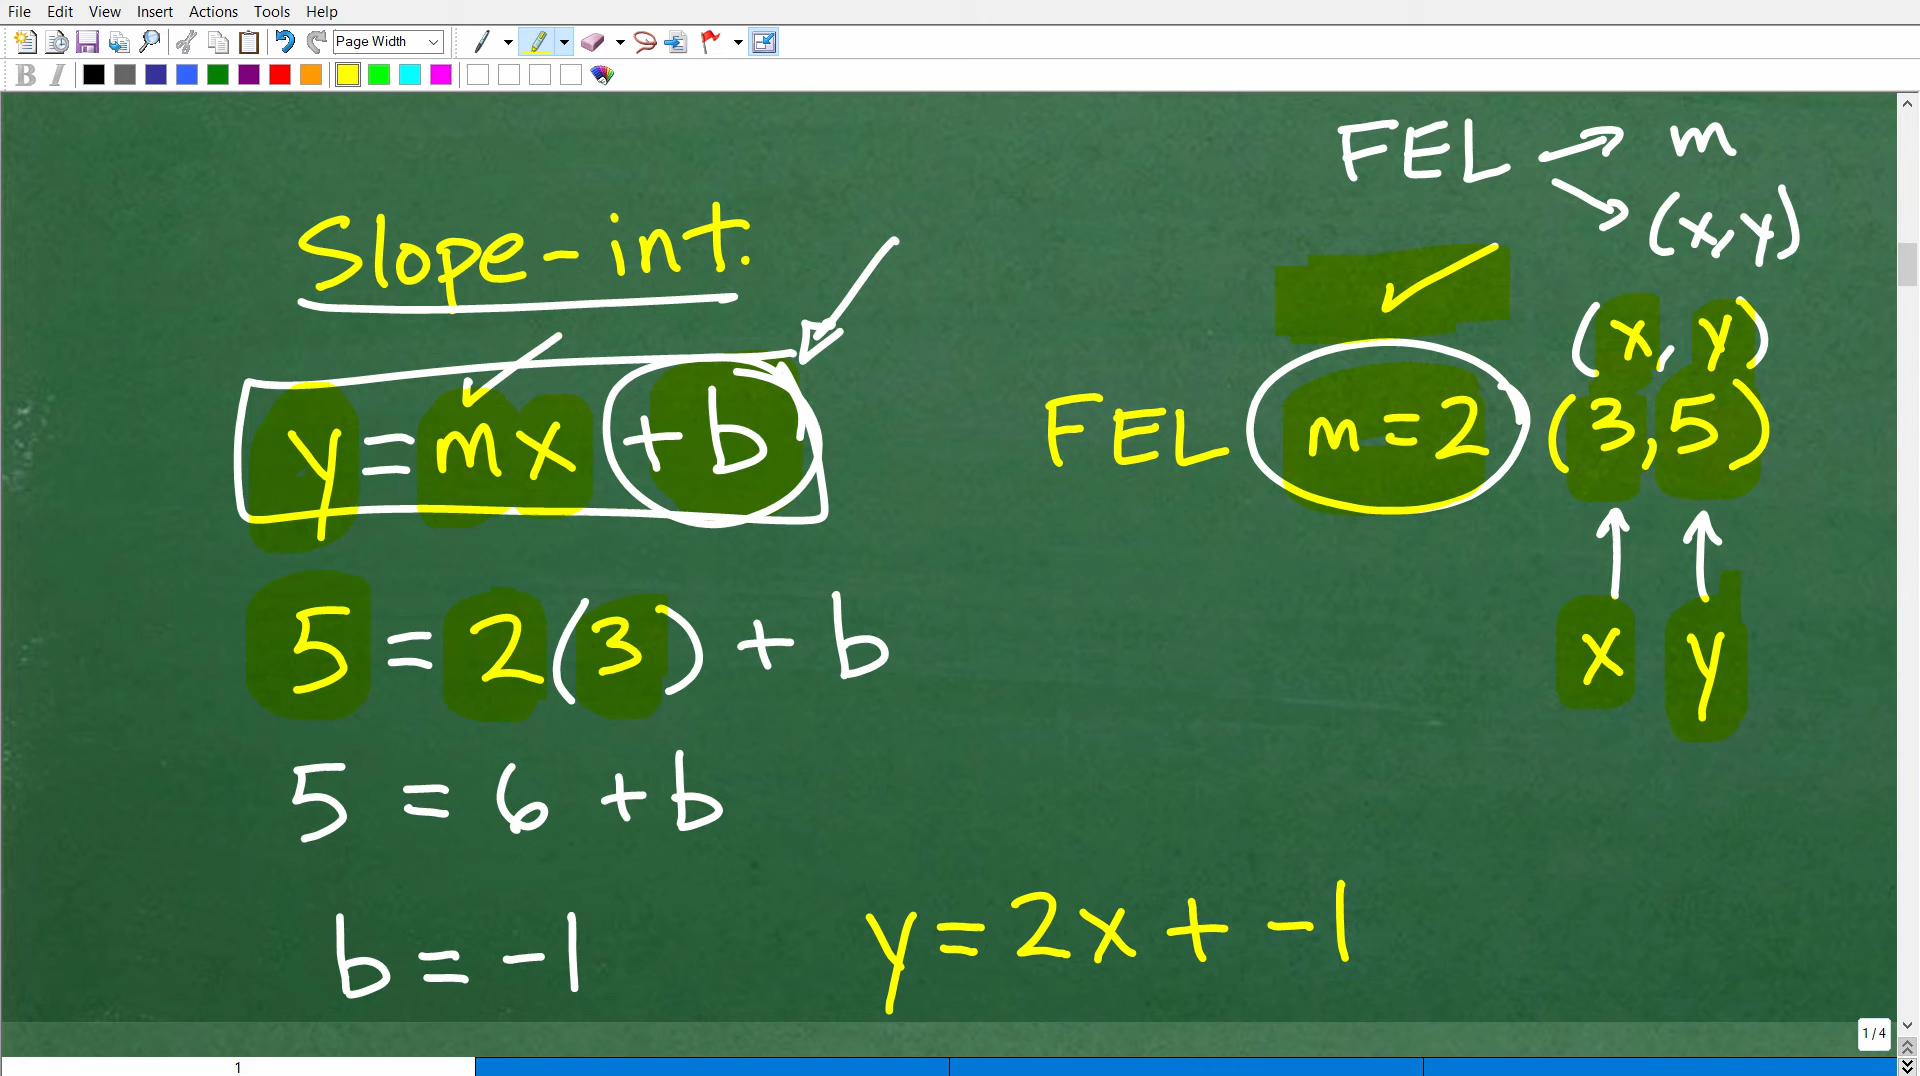 File Edit View Insert Actions Tools Help
Page Width
B I
FEL → m
(x,y)
Slope-int.
(x, y)
y = mx + b
FEL m = 2 (3,5)
5 = 2(3) + b
x y
5 = 6 + b
b = -1
y = 2x + -1
1 / 4
1